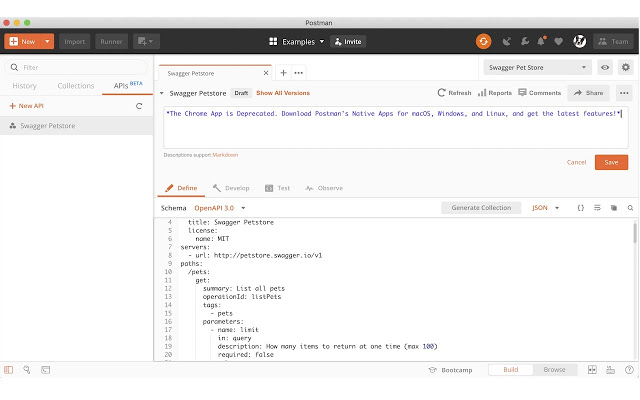 Postman
New
Import
Runner
Examples
Invite
Team
Filter
History
Collections
APIs BETA
+ New API
Swagger Petstore
Swagger Petstore
Swagger Pet Store
Swagger Petstore
Draft
Show All Versions
Refresh
Reports
Comments
Share
*The Chrome App is Deprecated. Download Postman's Native Apps for macOS, Windows, and Linux, and get the latest features!*
Descriptions support Markdown
Cancel
Save
Define
Develop
Test
Observe
Schema
OpenAPI 3.0
Generate Collection
JSON
4 title: Swagger Petstore
5 license:
6 name: MIT
7 servers:
8 - url: http://petstore.swagger.io/v1
9 paths:
10 /pets:
11 get:
12 summary: List all pets
13 operationId: listPets
14 tags:
15 - pets
16 parameters:
17 - name: limit
18 in: query
19 description: How many items to return at one time (max 100)
20 required: false
Bootcamp
Build
Browse